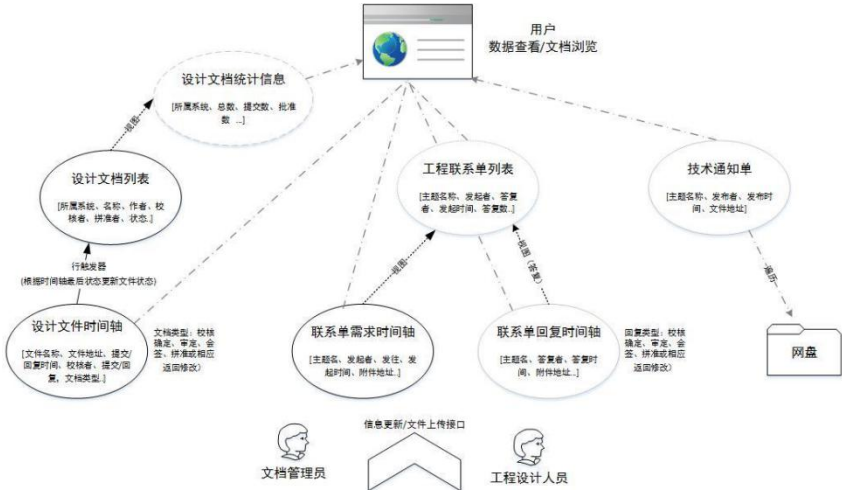 用户
数据查看/文档浏览
设计文档统计信息
[所属系统、总数、提交数、批准
数 ...]
视图
设计文档列表
[所属系统、名称、作者、校
核者、拼准者、状态..]
工程联系单列表
[主题名称、发起者、答复
者、发起时间、答复数..]
技术通知单
[主题名称、发布者、发布时
间、文件地址]
行触发器
(根据时间轴最后状态更新文件状态)
视图
视图（答复）
遍历
设计文件时间轴
[文件名称、文件地址、提交/
回复时间、校核者、提交/回
复，文档类型..]
文档类型：校核
确定、审定、会
签、拼准或相应
返回修改）
联系单需求时间轴
[主题名、发起者、发往、发
起时间、附件地址..]
联系单回复时间轴
[主题名、答复者、答复时
间、附件地址..]
回复类型：校核
确定、审定、会
签、拼准或相应
返回修改）
网盘
信息更新/文件上传接口
文档管理员
工程设计人员